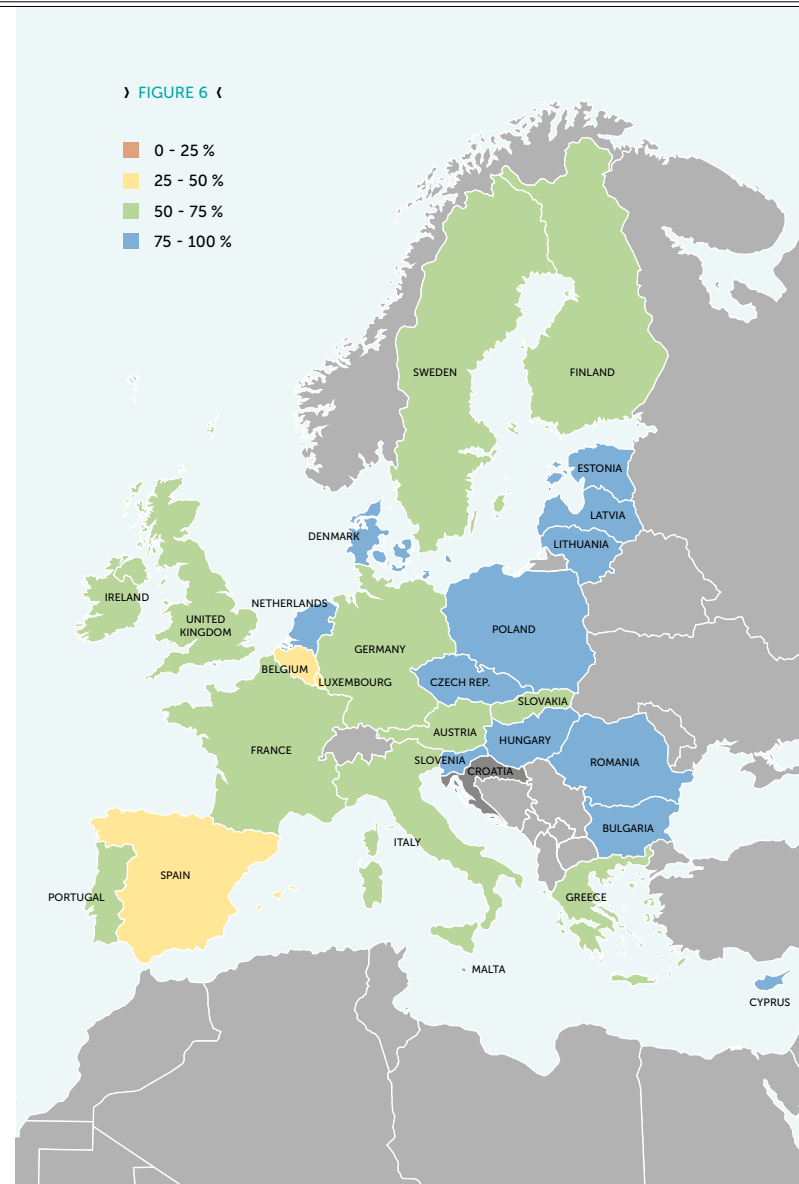 ❭ FIGURE 6 ❬
0 - 25 %
25 - 50 %
50 - 75 %
75 - 100 %
SWEDEN
FINLAND
ESTONIA
LATVIA
DENMARK
LITHUANIA
IRELAND
NETHERLANDS
UNITED
KINGDOM
POLAND
GERMANY
BELGIUM
LUXEMBOURG
CZECH REP.
SLOVAKIA
AUSTRIA
HUNGARY
FRANCE
SLOVENIA
CROATIA
ROMANIA
BULGARIA
ITALY
SPAIN
PORTUGAL
GREECE
MALTA
CYPRUS